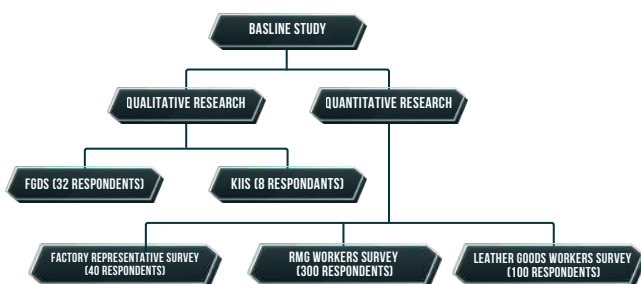 BASLINE STUDY
QUALITATIVE RESEARCH
QUANTITATIVE RESEARCH
FGDS (32 RESPONDENTS)
KIIS (8 RESPONDANTS)
FACTORY REPRESENTATIVE SURVEY
(40 RESPONDENTS)
RMG WORKERS SURVEY
(300 RESPONDENTS)
LEATHER GOODS WORKERS SURVEY
(100 RESPONDENTS)